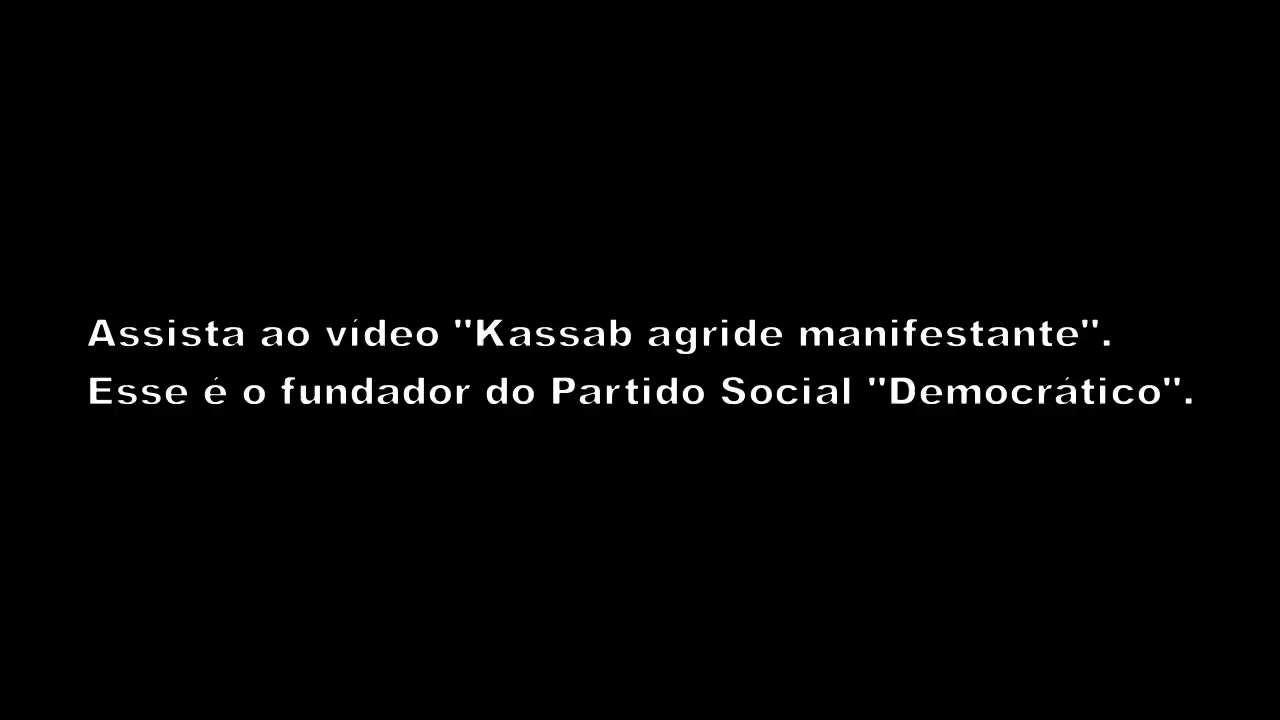 Assista ao vídeo "Kassab agride manifestante".
Esse é o fundador do Partido Social "Democrático".